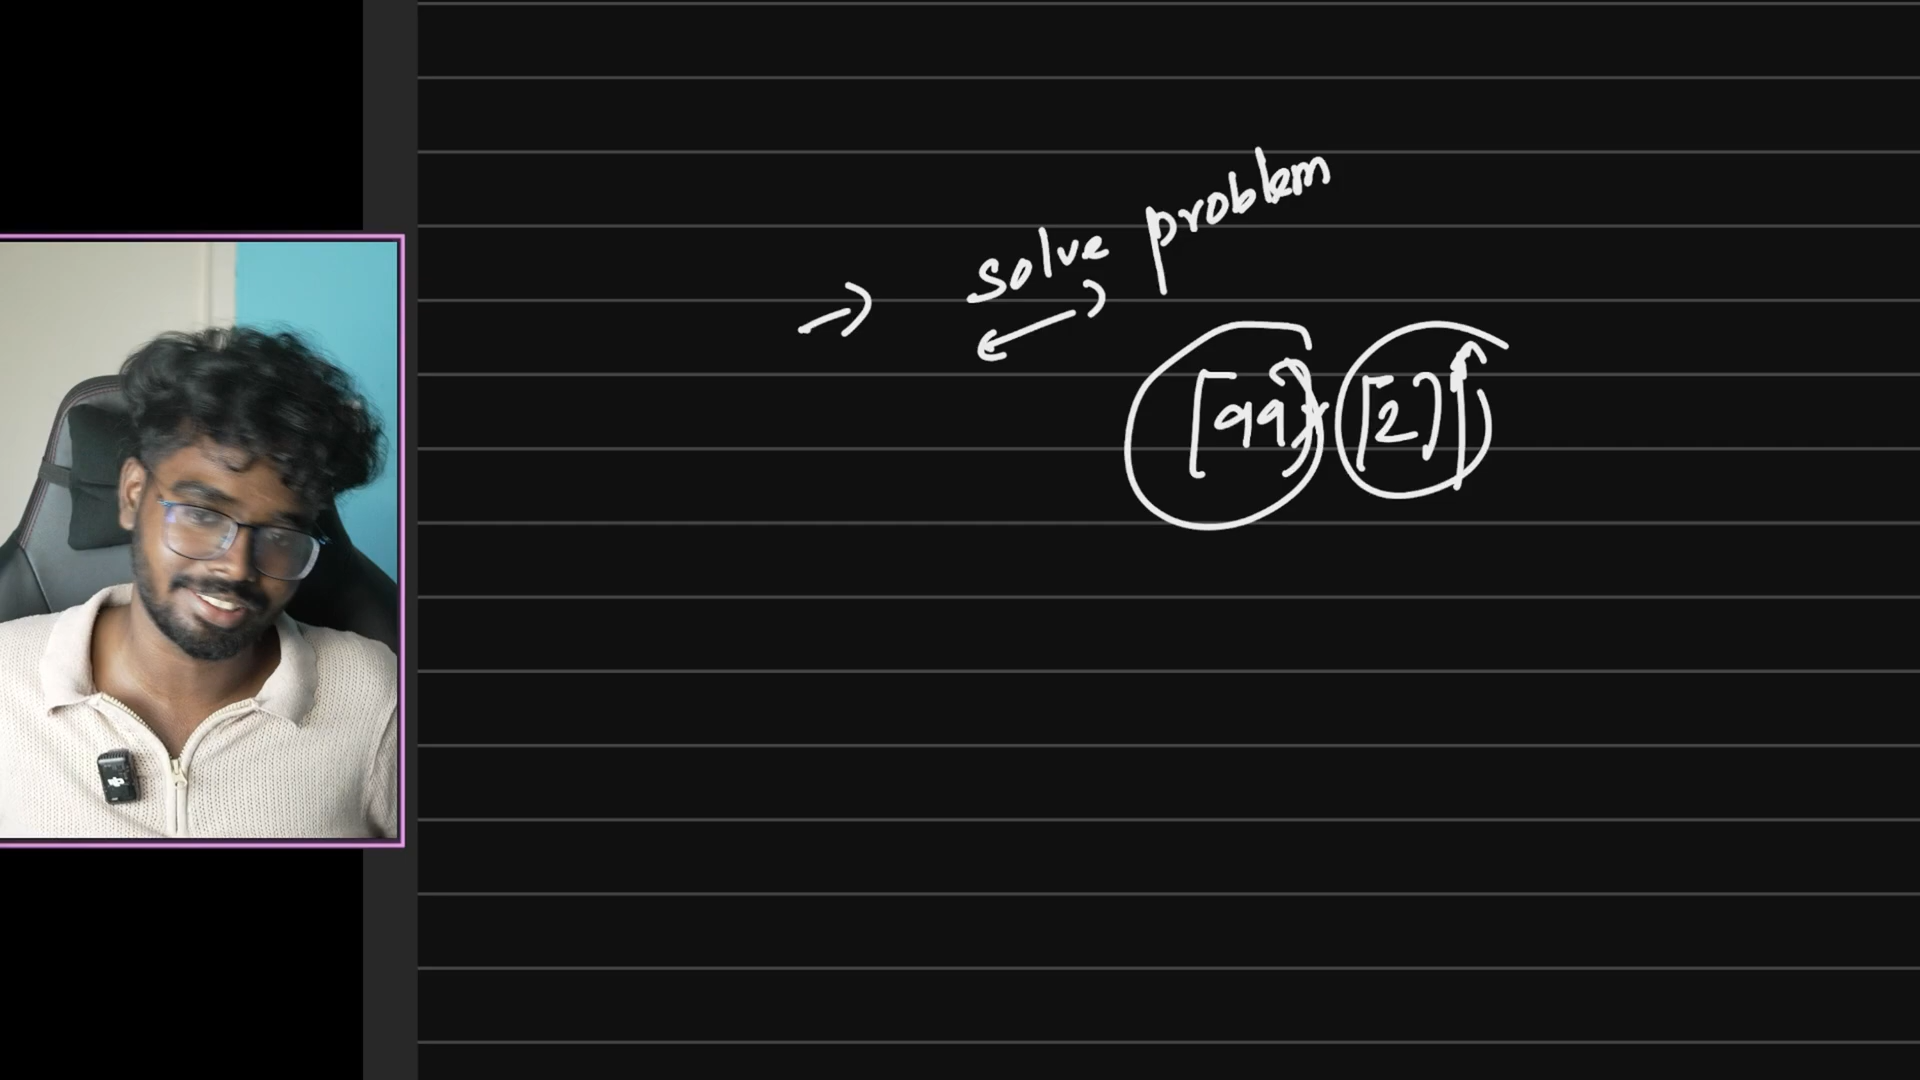 → solve problem
[99] [2]